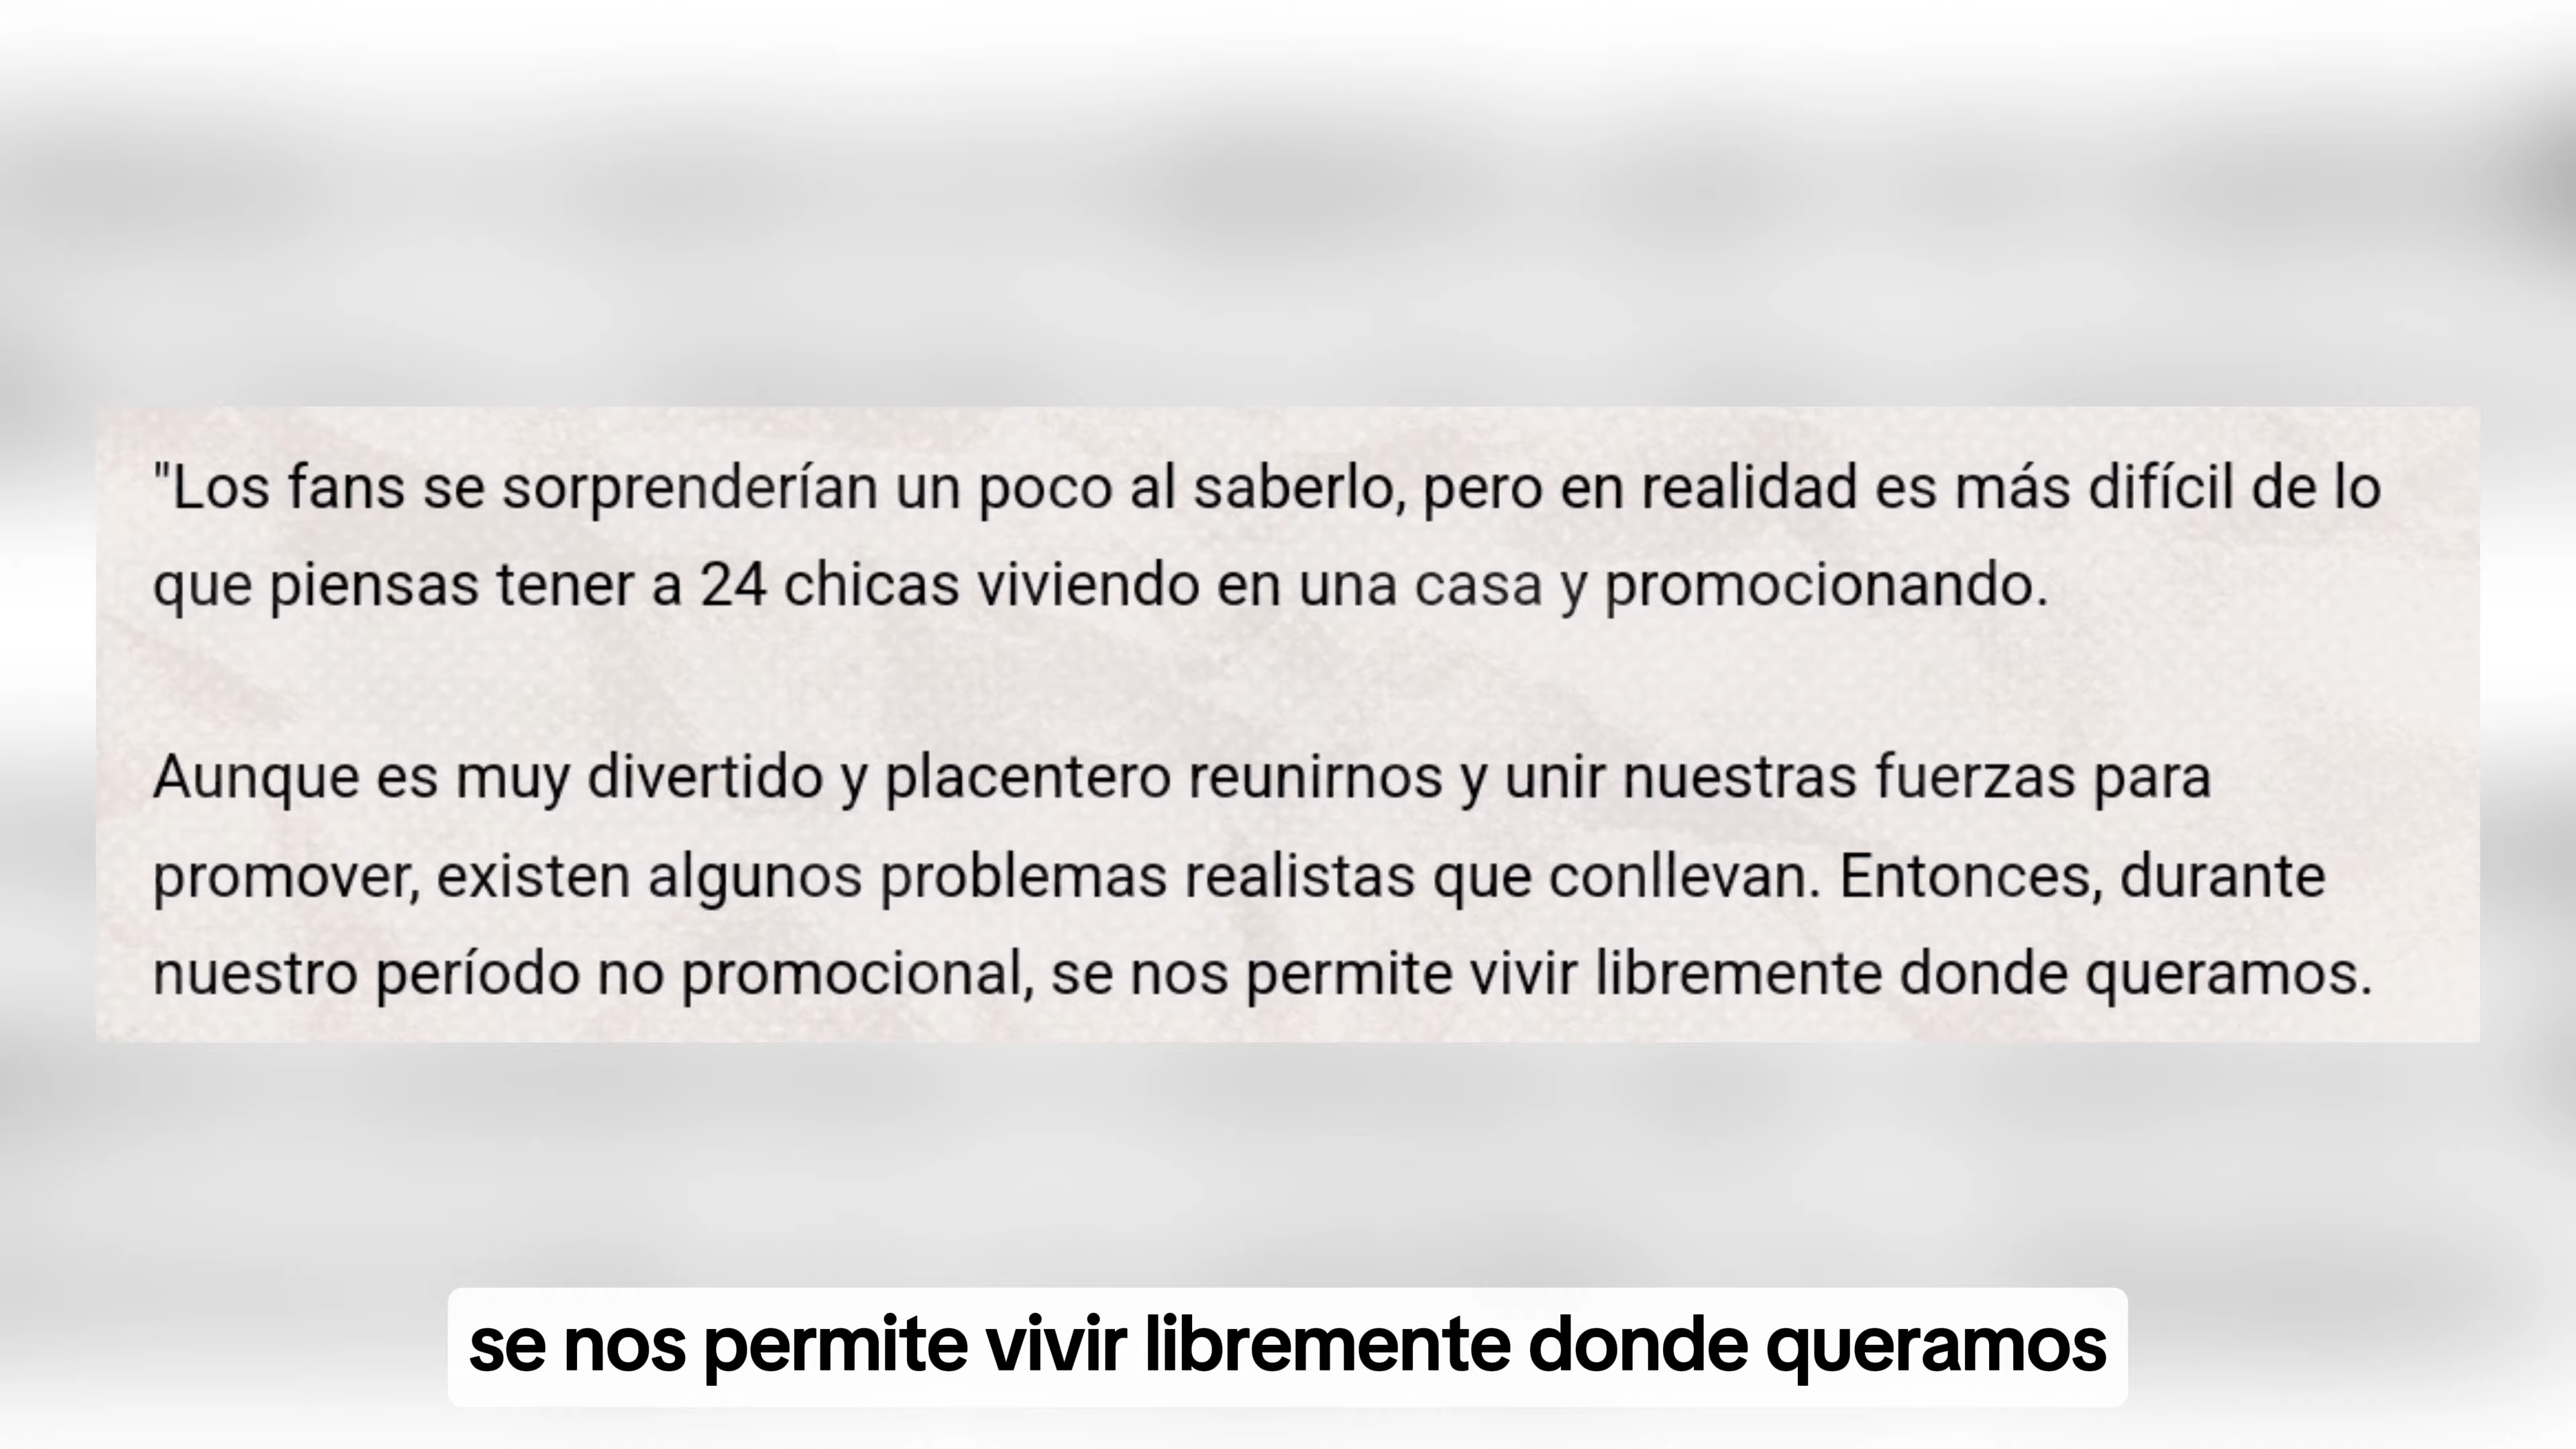 "Los fans se sorprenderían un poco al saberlo, pero en realidad es más difícil de lo
que piensas tener a 24 chicas viviendo en una casa y promocionando.
Aunque es muy divertido y placentero reunirnos y unir nuestras fuerzas para
promover, existen algunos problemas realistas que conllevan. Entonces, durante
nuestro período no promocional, se nos permite vivir libremente donde queramos.
se nos permite vivir libremente donde queramos